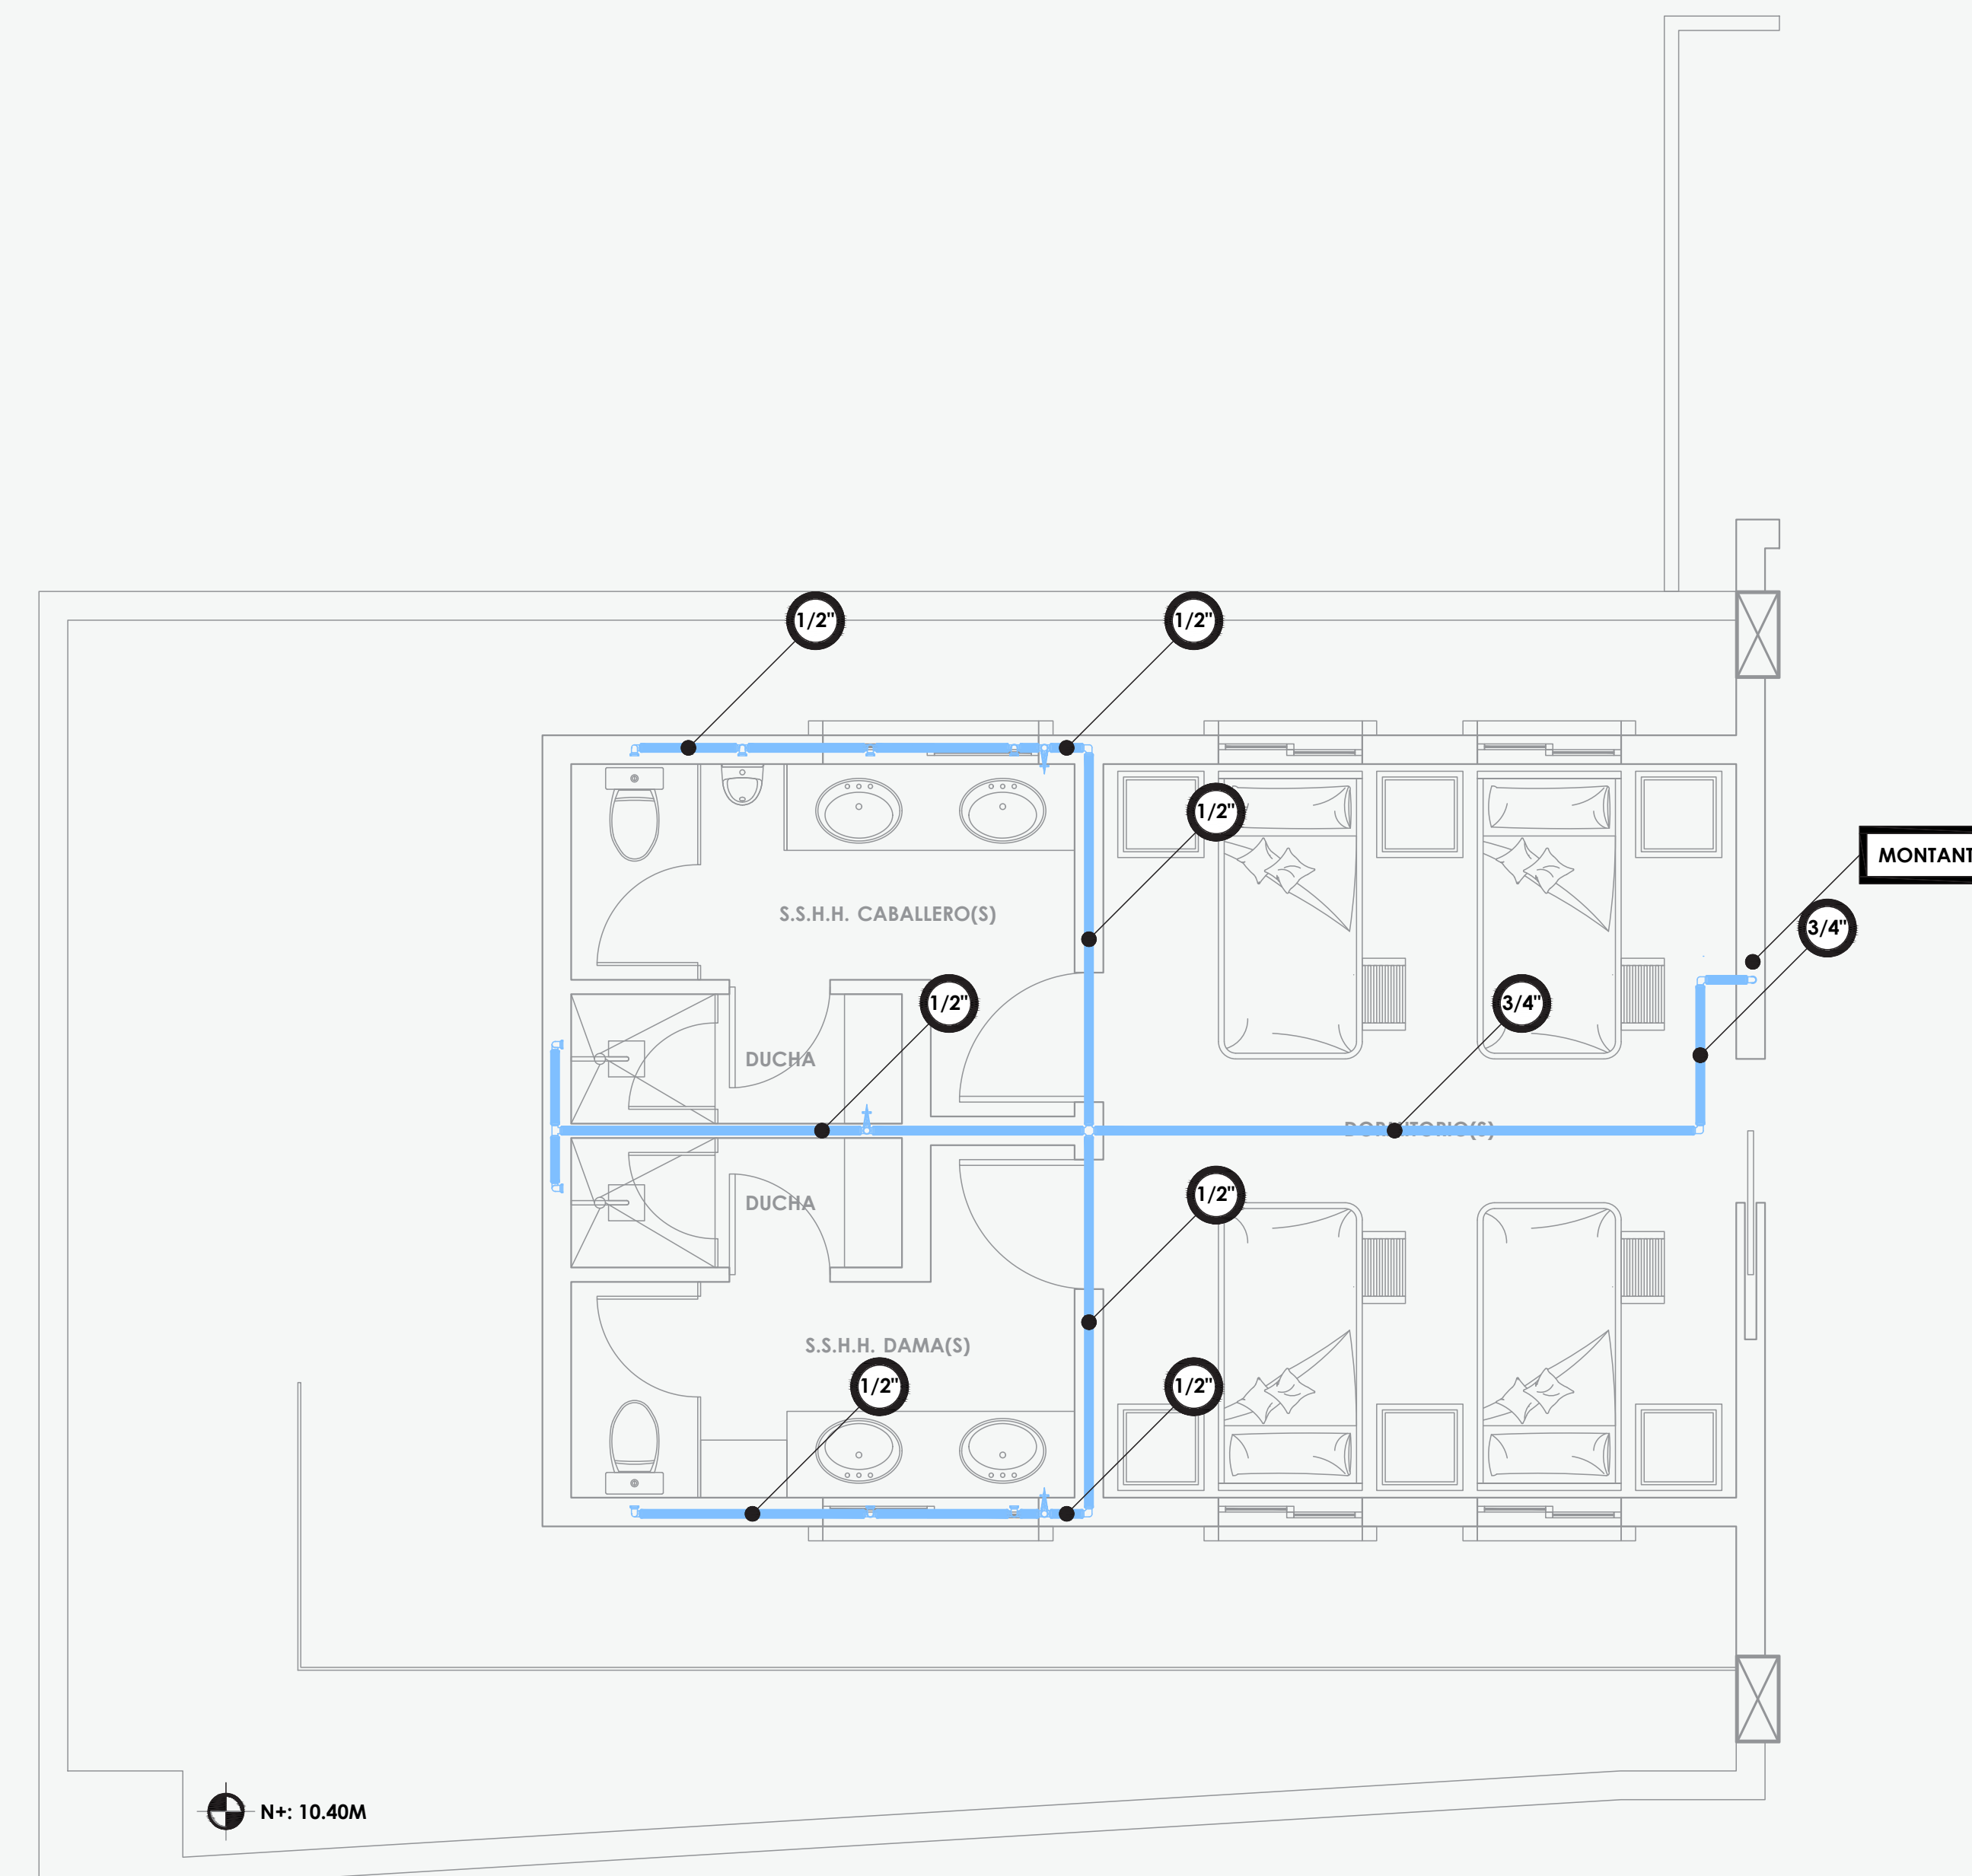 1/2"
1/2"
1/2"
MONTANT
S.S.H.H. CABALLERO(S)
3/4"
1/2"
3/4"
DUCHA
DORMITORIO(S)
1/2"
DUCHA
S.S.H.H. DAMA(S)
1/2"
1/2"
N+: 10.40M